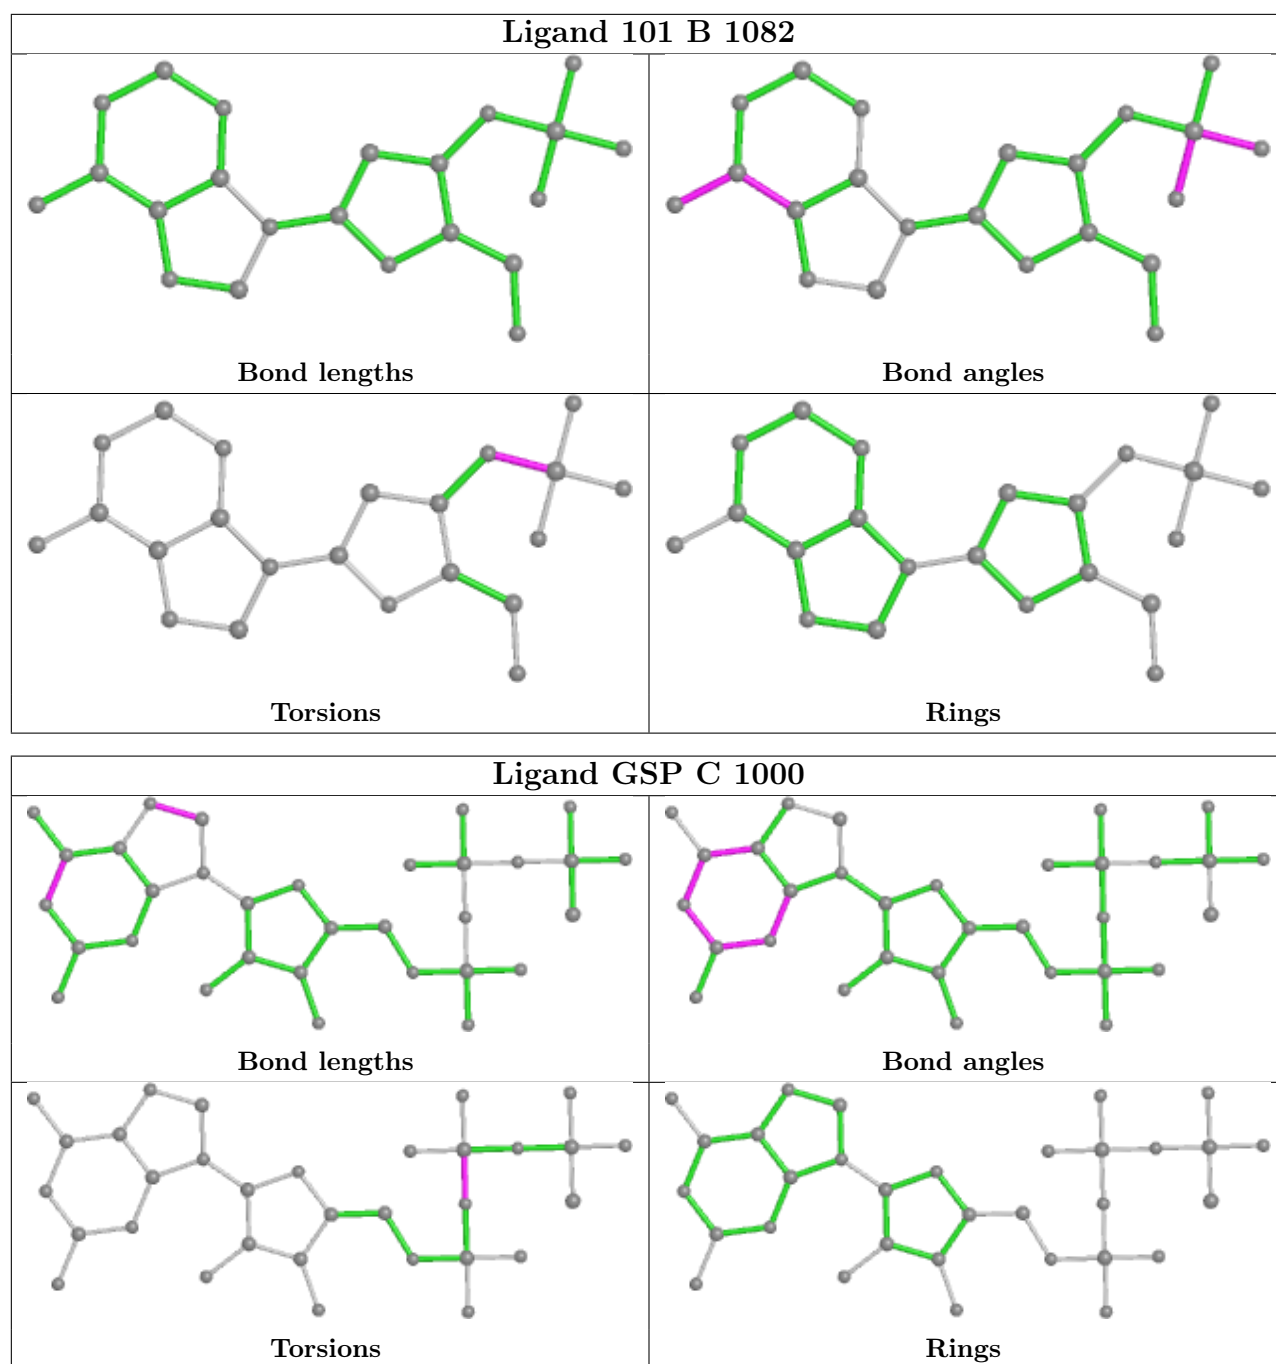 Ligand 101 B 1082
Bond lengths
Bond angles
Torsions
Rings
Ligand GSP C 1000
Bond lengths
Bond angles
Torsions
Rings